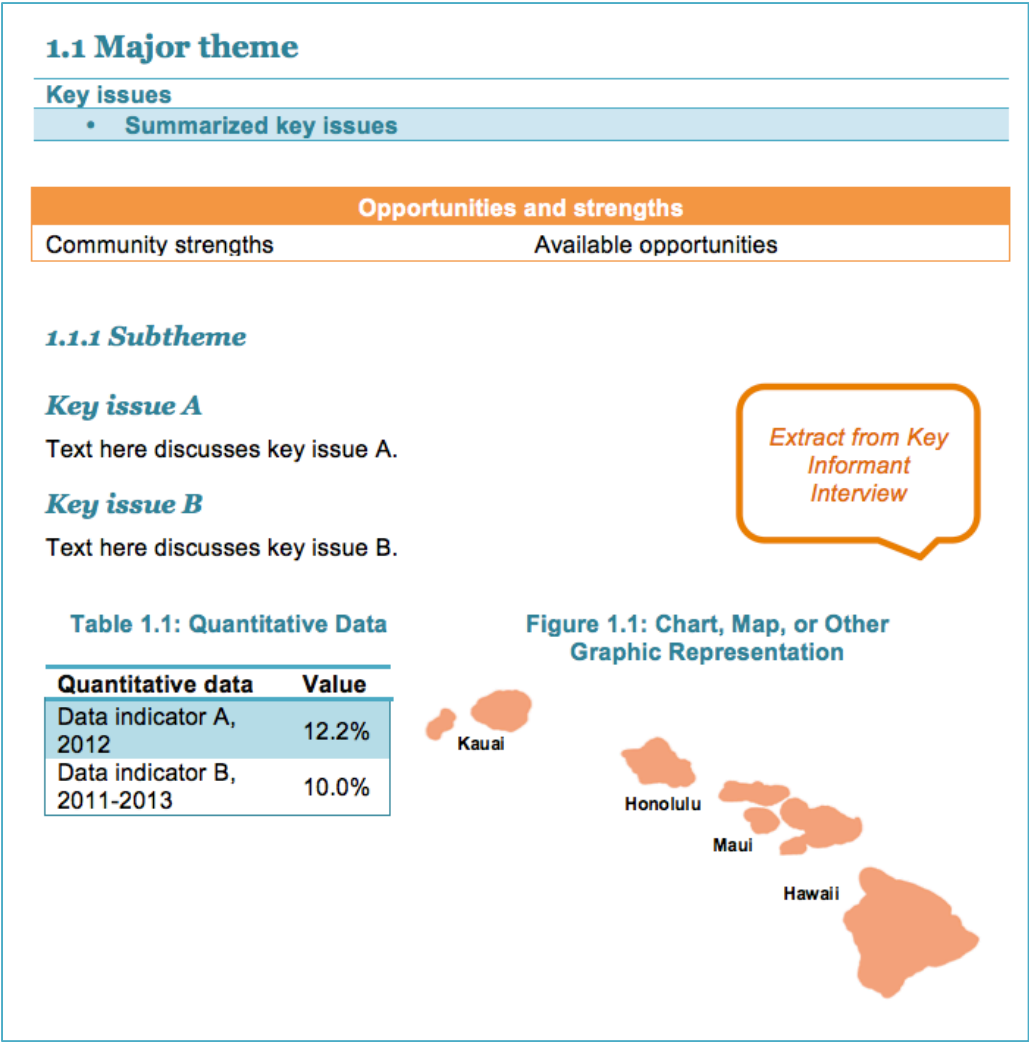 1.1 Major theme
Key issues
• Summarized key issues
Opportunities and strengths
Community strengths Available opportunities
1.1.1 Subtheme
Key issue A
Text here discusses key issue A.
Key issue B
Text here discusses key issue B.
Extract from Key
Informant
Interview
Table 1.1: Quantitative Data
Quantitative data Value
Data indicator A,
2012 12.2%
Data indicator B,
2011-2013 10.0%
Figure 1.1: Chart, Map, or Other
Graphic Representation
Kauai
Honolulu
Maui
Hawaii